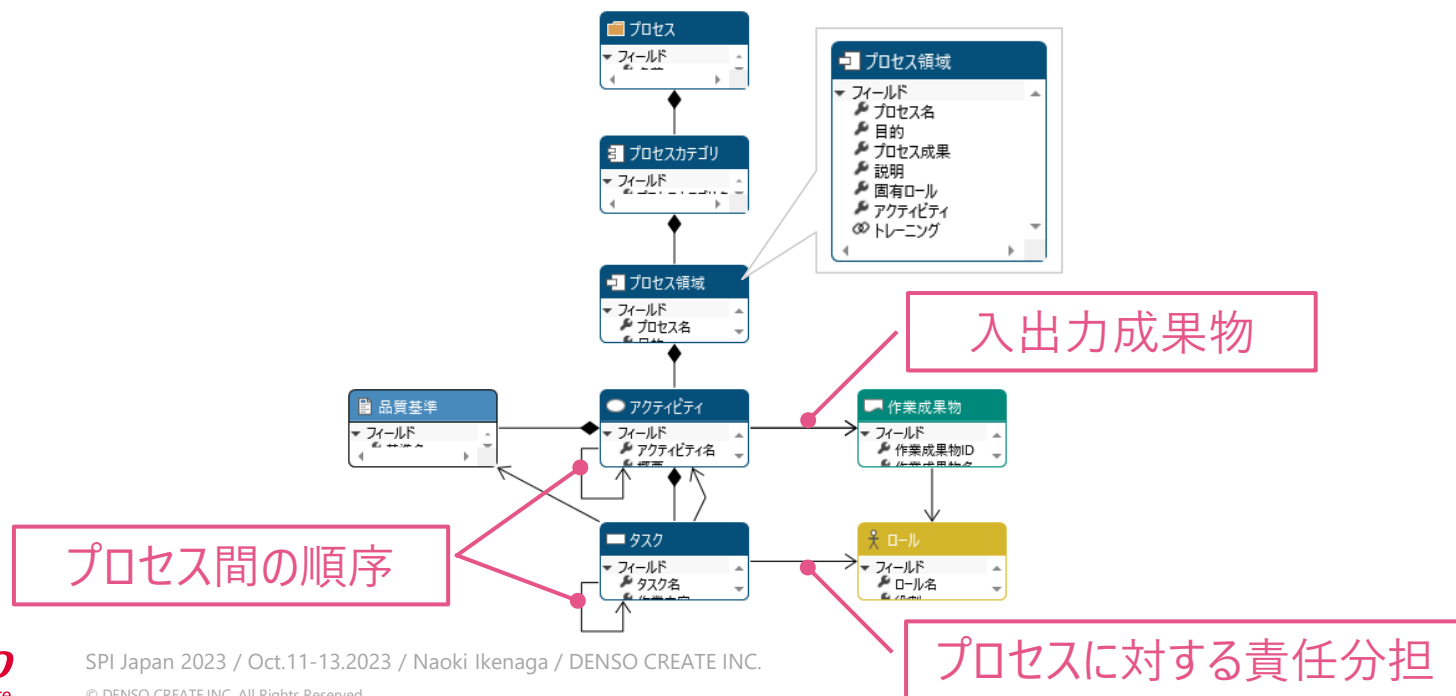 プロセス
フィールド
プロセスカテゴリ
フィールド
プロセス領域
フィールド
プロセス名
目的
プロセス成果
説明
固有ロール
アクティビティ
トレーニング
プロセス領域
フィールド
プロセス名
入出力成果物
品質基準
フィールド
アクティビティ
フィールド
アクティビティ名
作業成果物
フィールド
作業成果物ID
プロセス間の順序
タスク
フィールド
タスク名
ロール
フィールド
ロール名
プロセスに対する責任分担
SPI Japan 2023 / Oct.11-13.2023 / Naoki Ikenaga / DENSO CREATE INC.
© DENSO CREATE INC. All Rights Reserved